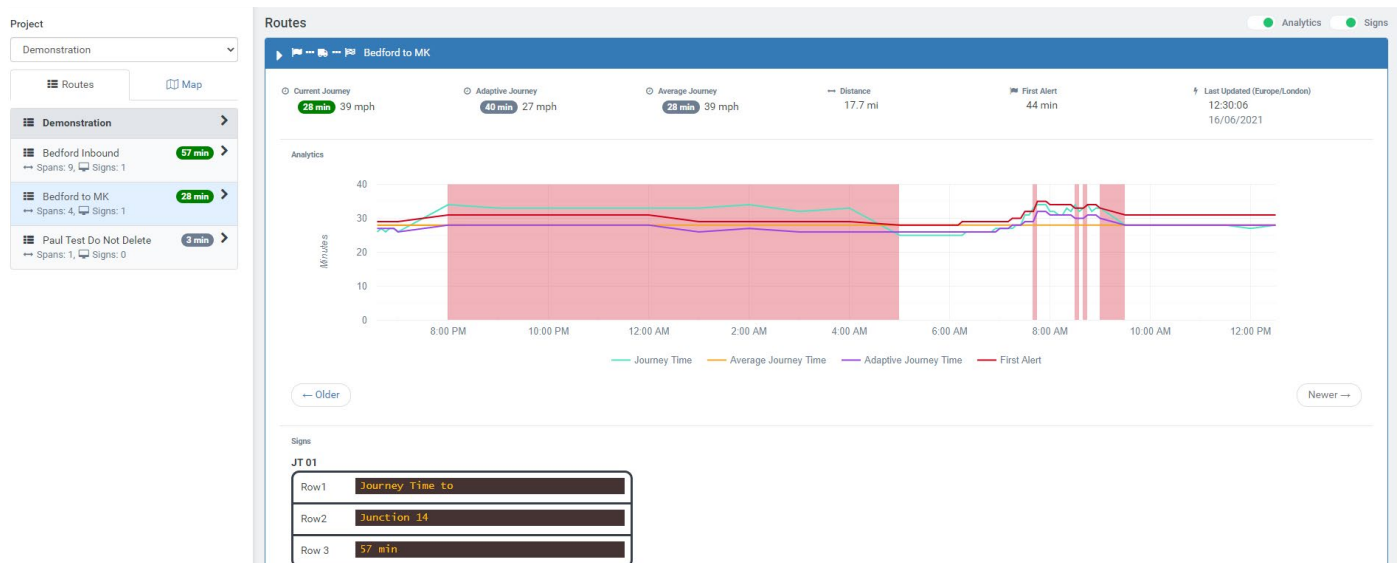 Project
Demonstration
Routes
Map
Demonstration
Bedford Inbound 57 min
Spans: 9, Signs: 1
Bedford to MK 28 min
Spans: 4, Signs: 1
Paul Test Do Not Delete 3 min
Spans: 1, Signs: 0
Routes
Analytics
Signs
Bedford to MK
Current Journey
28 min 39 mph
Adaptive Journey
40 min 27 mph
Average Journey
28 min 39 mph
Distance
17.7 mi
First Alert
44 min
Last Updated (Europe/London)
12:30:06
16/06/2021
Analytics
Minutes
40
30
20
10
0
8:00 PM 10:00 PM 12:00 AM 2:00 AM 4:00 AM 6:00 AM 8:00 AM 10:00 AM 12:00 PM
Journey Time Average Journey Time Adaptive Journey Time First Alert
← Older
Newer →
Signs
JT 01
Row1 Journey Time to
Row2 Junction 14
Row 3 57 min